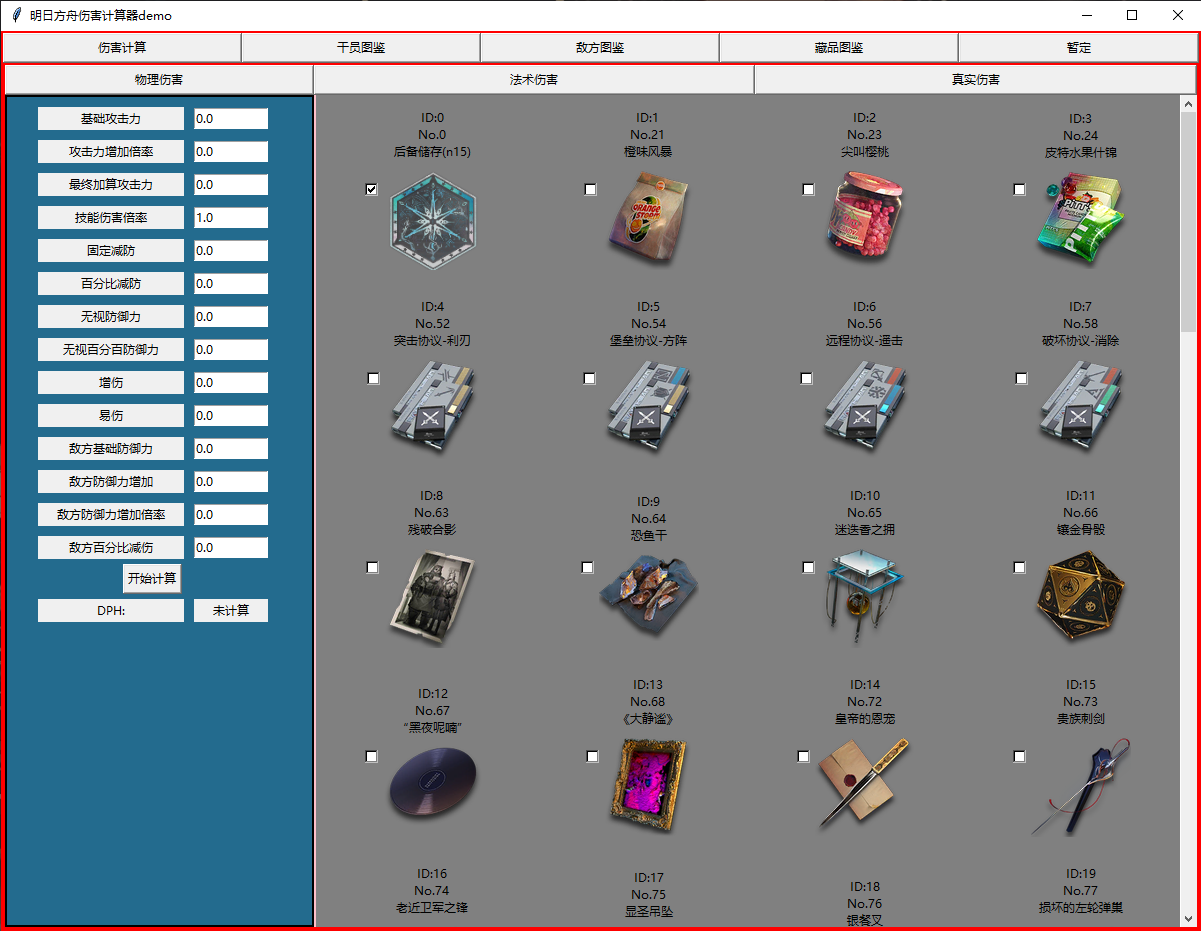 明日方舟伤害计算器demo
伤害计算
干员图鉴
敌方图鉴
藏品图鉴
暂定
物理伤害
法术伤害
真实伤害
基础攻击力 0.0
攻击力增加倍率 0.0
最终加算攻击力 0.0
技能伤害倍率 1.0
固定减防 0.0
百分比减防 0.0
无视防御力 0.0
无视百分百防御力 0.0
增伤 0.0
易伤 0.0
敌方基础防御力 0.0
敌方防御力增加 0.0
敌方防御力增加倍率 0.0
敌方百分比减伤 0.0
开始计算
DPH: 未计算
ID:0
No.0
后备储存(n15)
ID:1
No.21
橙味风暴
ORANGE
STORM
ID:2
No.23
尖叫樱桃
ID:3
No.24
皮特水果什锦
ID:4
No.52
突击协议-利刃
ID:5
No.54
堡垒协议-方阵
ID:6
No.56
远程协议-遥击
ID:7
No.58
破坏协议-消除
ID:8
No.63
残破合影
ID:9
No.64
恐鱼干
ID:10
No.65
迷迭香之拥
ID:11
No.66
镶金骨骰
ID:12
No.67
“黑夜呢喃”
ID:13
No.68
《大静谧》
ID:14
No.72
皇帝的恩宠
ID:15
No.73
贵族刺剑
ID:16
No.74
老近卫军之锋
ID:17
No.75
显圣吊坠
ID:18
No.76
银餐叉
ID:19
No.77
损坏的左轮弹巢